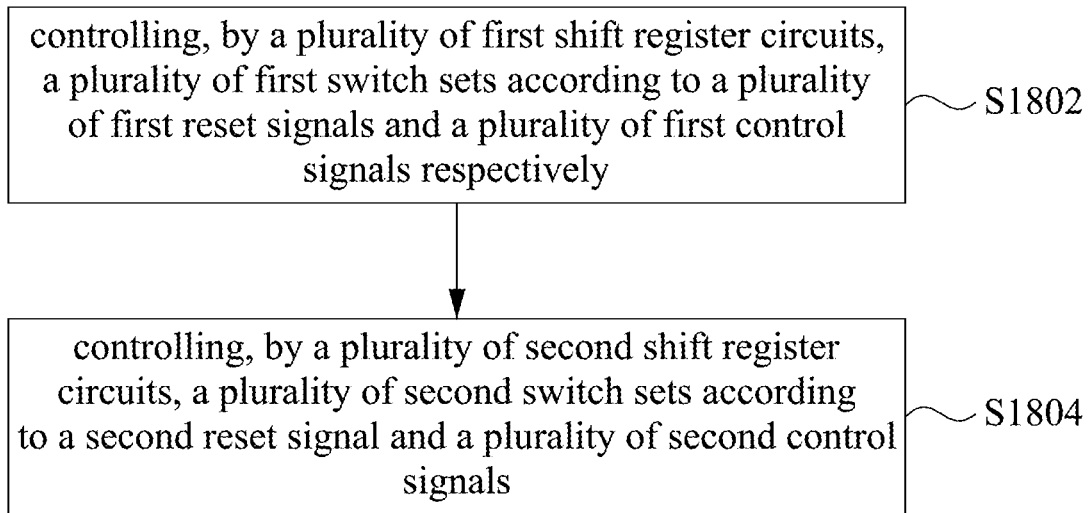 controlling, by a plurality of first shift register circuits,
a plurality of first switch sets according to a plurality
of first reset signals and a plurality of first control
signals respectively
S1802
controlling, by a plurality of second shift register
circuits, a plurality of second switch sets according
to a second reset signal and a plurality of second control
signals
S1804